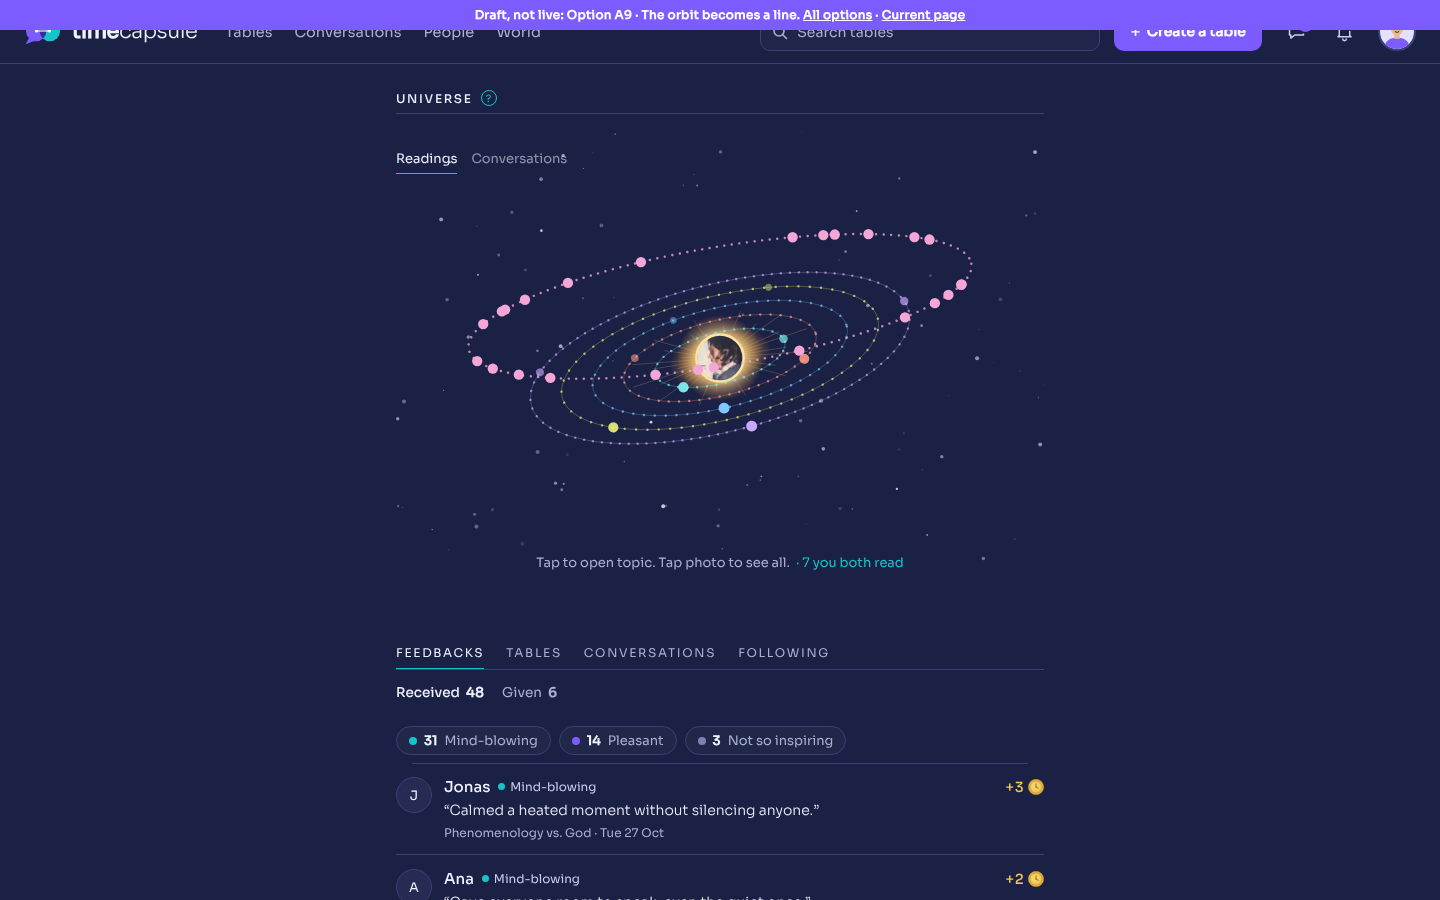 Draft, not live: Option A9 · The orbit becomes a line. All options · Current page
timecapsule Tables Conversations People World Search tables + Create a table
UNIVERSE ?
Readings Conversations
Tap to open topic. Tap photo to see all. · 7 you both read
FEEDBACKS TABLES CONVERSATIONS FOLLOWING
Received 48 Given 6
31 Mind-blowing 14 Pleasant 3 Not so inspiring
J Jonas Mind-blowing +3
“Calmed a heated moment without silencing anyone.”
Phenomenology vs. God · Tue 27 Oct
A Ana Mind-blowing +2